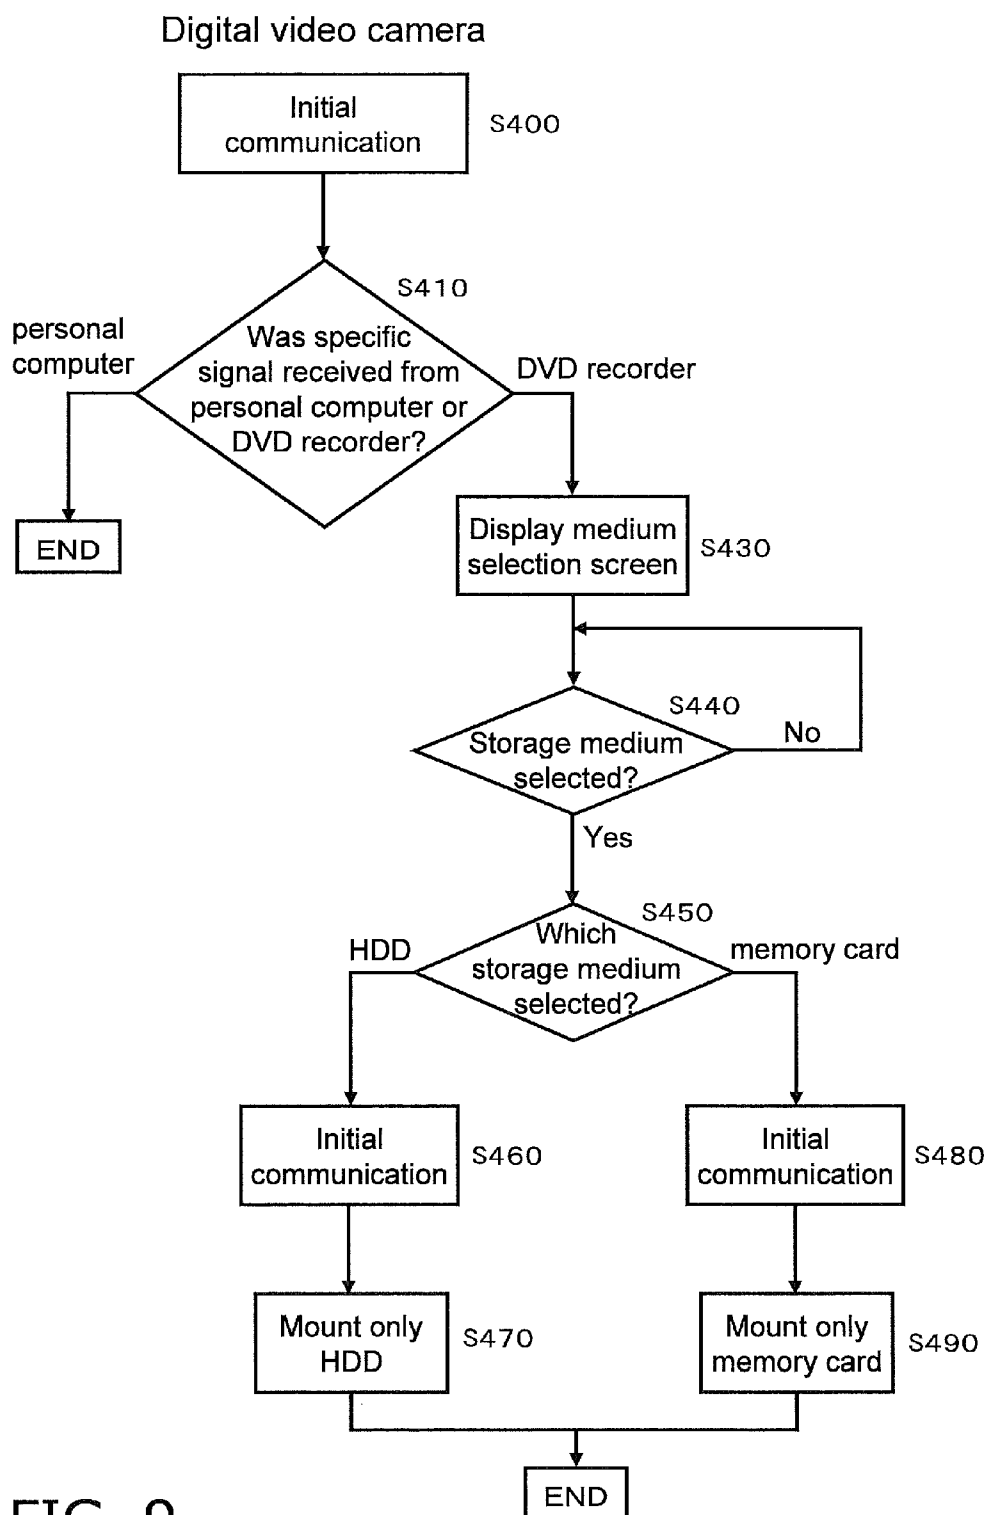 Digital video camera
Initial
communication
S400
S410
personal
computer
Was specific
signal received from
personal computer or
DVD recorder?
DVD recorder
END
Display medium
selection screen
S430
S440
Storage medium
selected?
No
Yes
S450
HDD
Which
storage medium
selected?
memory card
Initial
communication
S460
Initial
communication
S480
Mount only
HDD
S470
Mount only
memory card
S490
END